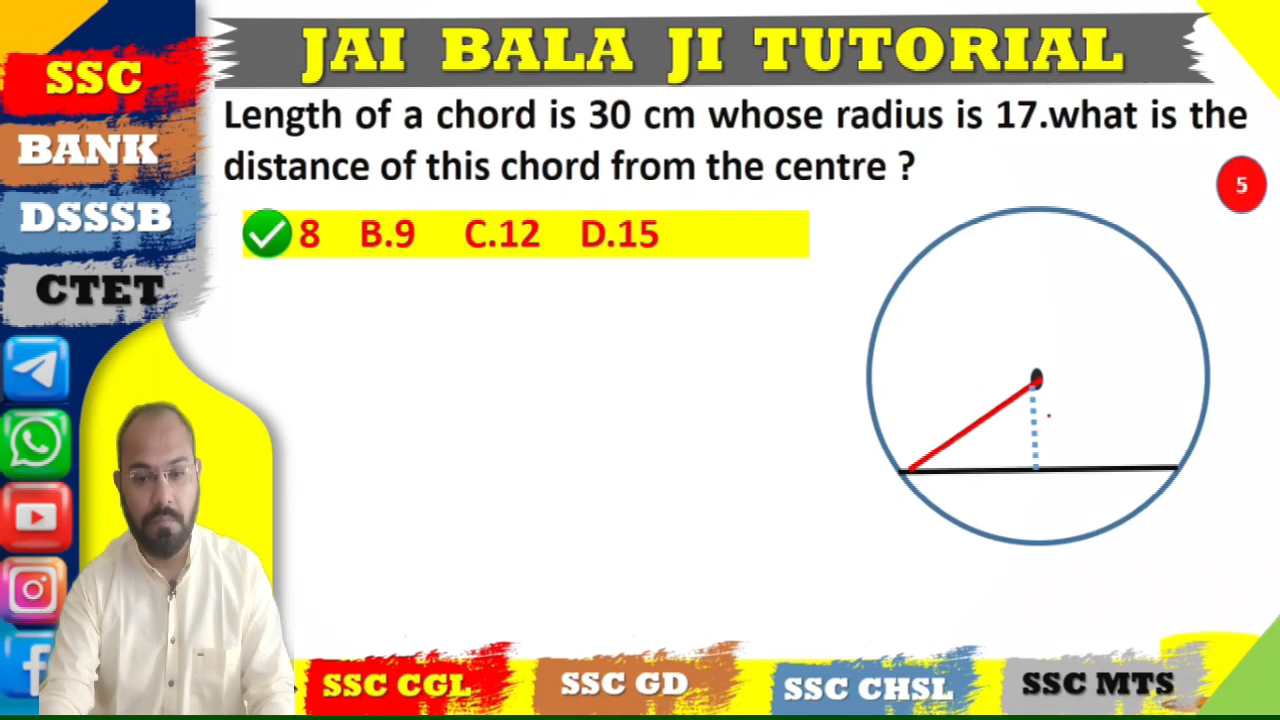 JAI BALA JI TUTORIAL
SSC
BANK
DSSSB
CTET
Length of a chord is 30 cm whose radius is 17.what is the
distance of this chord from the centre ?
5
8 B.9 C.12 D.15
SSC CGL SSC GD SSC CHSL SSC MTS